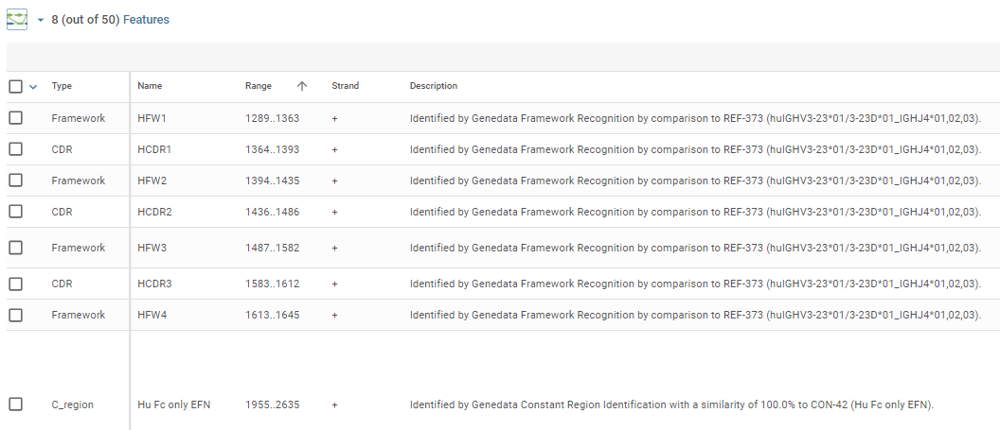 8 (out of 50) Features
Type Name Range Strand Description
Framework HFW1 1289..1363 + Identified by Genedata Framework Recognition by comparison to REF-373 (huIGHV3-23*01/3-23D*01_IGHJ4*01,02,03).
CDR HCDR1 1364..1393 + Identified by Genedata Framework Recognition by comparison to REF-373 (huIGHV3-23*01/3-23D*01_IGHJ4*01,02,03).
Framework HFW2 1394..1435 + Identified by Genedata Framework Recognition by comparison to REF-373 (huIGHV3-23*01/3-23D*01_IGHJ4*01,02,03).
CDR HCDR2 1436..1486 + Identified by Genedata Framework Recognition by comparison to REF-373 (huIGHV3-23*01/3-23D*01_IGHJ4*01,02,03).
Framework HFW3 1487..1582 + Identified by Genedata Framework Recognition by comparison to REF-373 (huIGHV3-23*01/3-23D*01_IGHJ4*01,02,03).
CDR HCDR3 1583..1612 + Identified by Genedata Framework Recognition by comparison to REF-373 (huIGHV3-23*01/3-23D*01_IGHJ4*01,02,03).
Framework HFW4 1613..1645 + Identified by Genedata Framework Recognition by comparison to REF-373 (huIGHV3-23*01/3-23D*01_IGHJ4*01,02,03).
C_region Hu Fc only EFN 1955..2635 + Identified by Genedata Constant Region Identification with a similarity of 100.0% to CON-42 (Hu Fc only EFN).